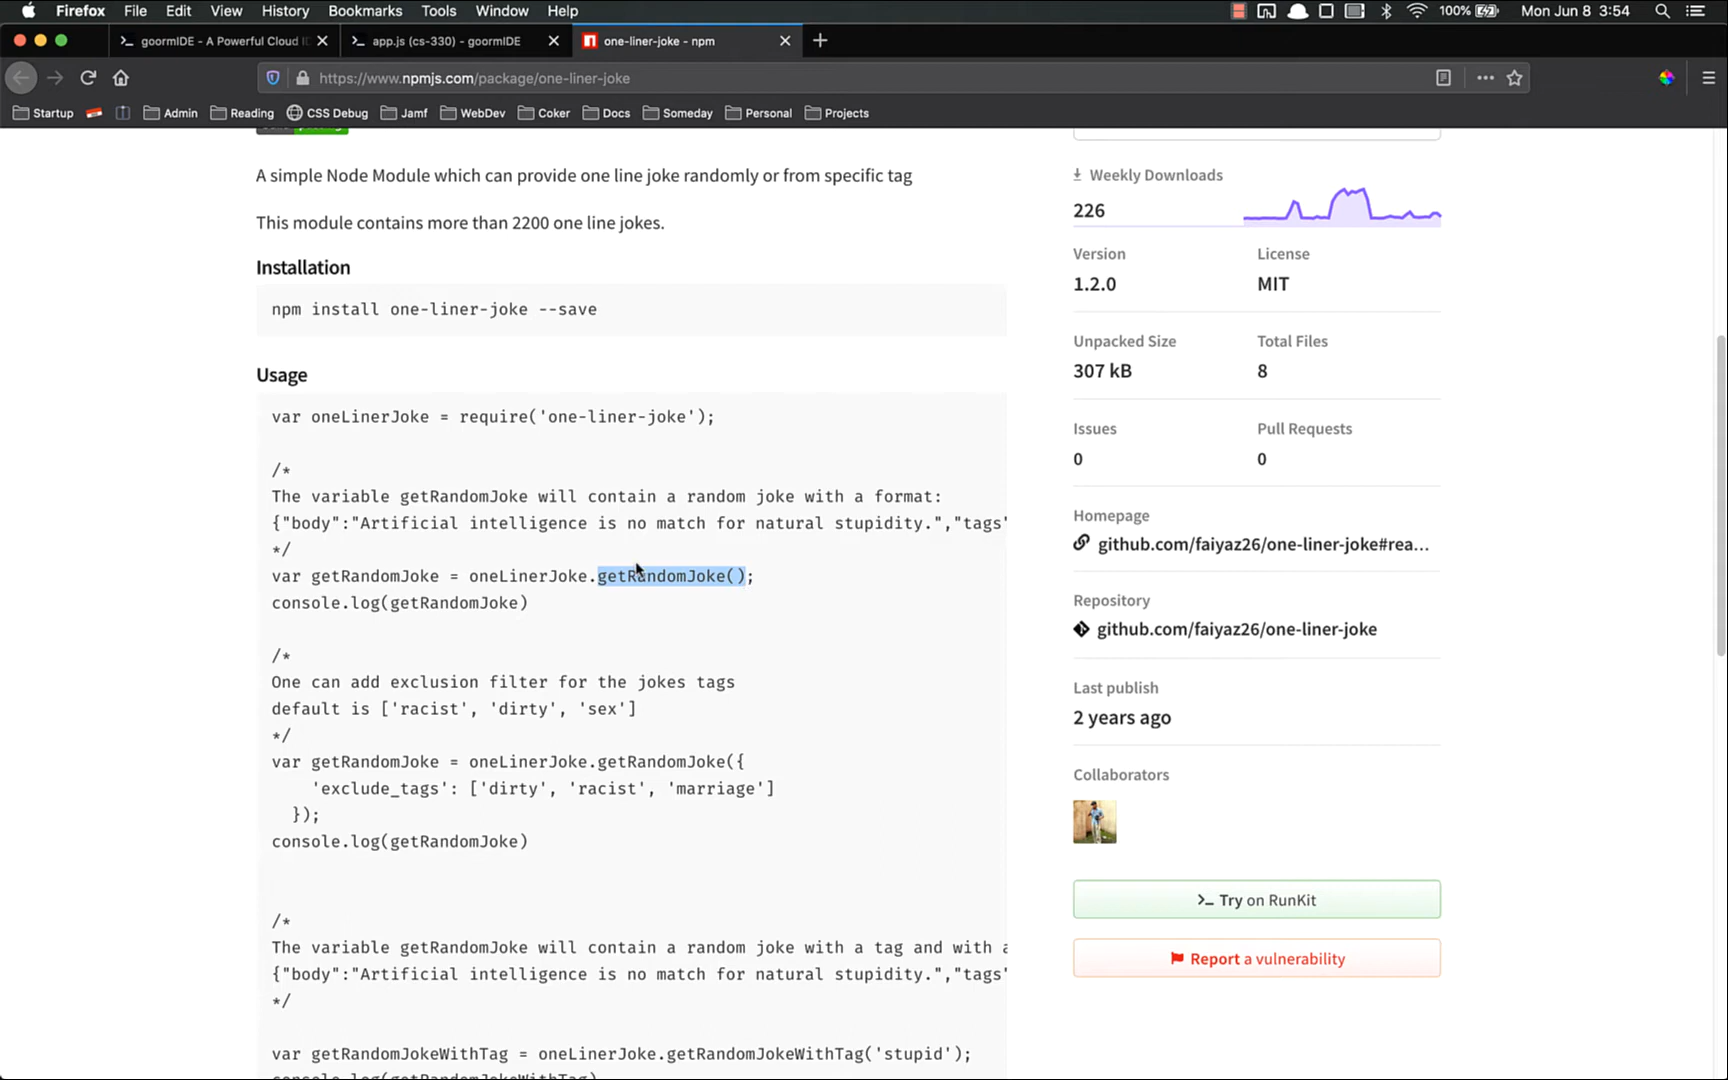 Firefox File Edit View History Bookmarks Tools Window Help 100% Mon Jun 8 3:54
goormIDE - A Powerful Cloud I
app.js (cs-330) - goormIDE
one-liner-joke - npm
https://www.npmjs.com/package/one-liner-joke
Startup Admin Reading CSS Debug Jamf WebDev Coker Docs Someday Personal Projects
A simple Node Module which can provide one line joke randomly or from specific tag
This module contains more than 2200 one line jokes.
Installation
npm install one-liner-joke --save
Usage
var oneLinerJoke = require('one-liner-joke');
/*
The variable getRandomJoke will contain a random joke with a format:
{"body":"Artificial intelligence is no match for natural stupidity.","tags"
*/
var getRandomJoke = oneLinerJoke.getRandomJoke();
console.log(getRandomJoke)
/*
One can add exclusion filter for the jokes tags
default is ['racist', 'dirty', 'sex']
*/
var getRandomJoke = oneLinerJoke.getRandomJoke({
'exclude_tags': ['dirty', 'racist', 'marriage']
});
console.log(getRandomJoke)
/*
The variable getRandomJoke will contain a random joke with a tag and with a
{"body":"Artificial intelligence is no match for natural stupidity.","tags"
*/
var getRandomJokeWithTag = oneLinerJoke.getRandomJokeWithTag('stupid');
console.log(getRandomJokeWithTag)
Weekly Downloads
226
Version License
1.2.0 MIT
Unpacked Size Total Files
307 kB 8
Issues Pull Requests
0 0
Homepage
github.com/faiyaz26/one-liner-joke#rea...
Repository
github.com/faiyaz26/one-liner-joke
Last publish
2 years ago
Collaborators
Try on RunKit
Report a vulnerability